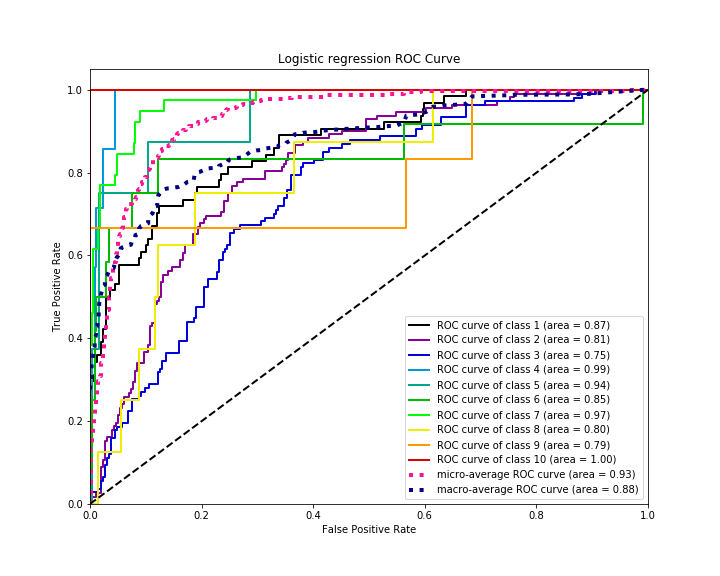 Logistic regression ROC Curve
True Positive Rate
1.0
0.8
0.6
0.4
0.2
0.0
ROC curve of class 1 (area = 0.87)
ROC curve of class 2 (area = 0.81)
ROC curve of class 3 (area = 0.75)
ROC curve of class 4 (area = 0.99)
ROC curve of class 5 (area = 0.94)
ROC curve of class 6 (area = 0.85)
ROC curve of class 7 (area = 0.97)
ROC curve of class 8 (area = 0.80)
ROC curve of class 9 (area = 0.79)
ROC curve of class 10 (area = 1.00)
micro-average ROC curve (area = 0.93)
macro-average ROC curve (area = 0.88)
0.0 0.2 0.4 0.6 0.8 1.0
False Positive Rate